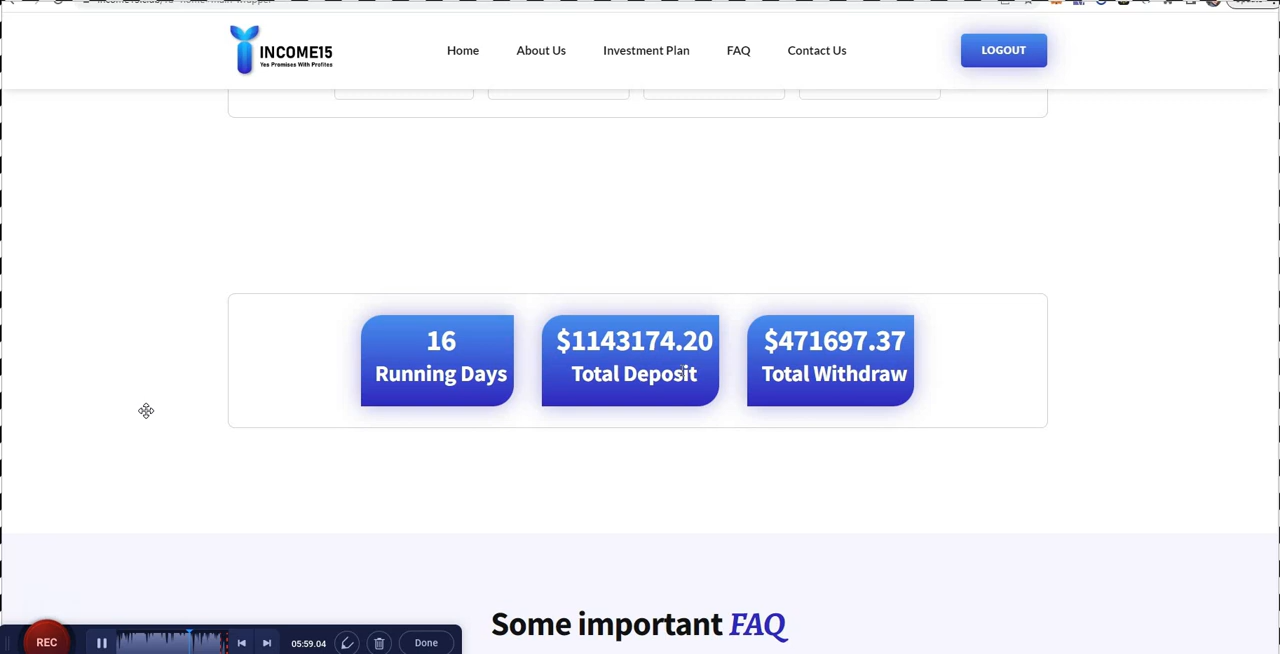 INCOME15
Yes Promises With Profites
Home
About Us
Investment Plan
FAQ
Contact Us
LOGOUT
16
Running Days
$1143174.20
Total Deposit
$471697.37
Total Withdraw
Some important FAQ
REC
05:59.04
Done